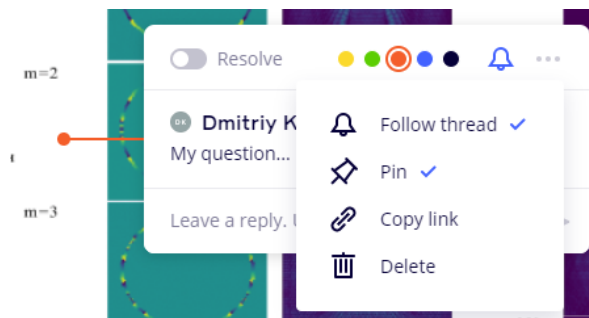 m=2
Resolve
DK
Dmitriy K
My question...
Follow thread
Pin
m=3
Leave a reply.
Copy link
Delete